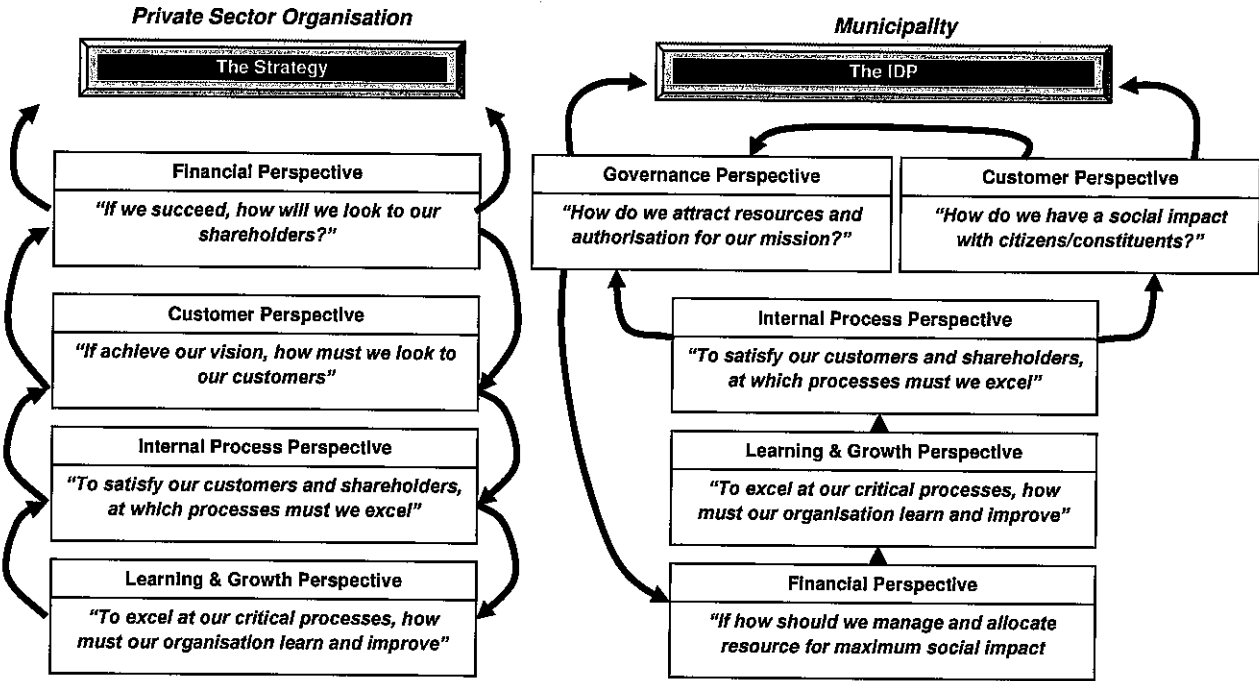 Private Sector Organisation
The Strategy
Financial Perspective
"If we succeed, how will we look to our
shareholders?"
Customer Perspective
"If achieve our vision, how must we look to
our customers"
Internal Process Perspective
"To satisfy our customers and shareholders,
at which processes must we excel"
Learning & Growth Perspective
"To excel at our critical processes, how
must our organisation learn and improve"
Municipality
The IDP
Governance Perspective
"How do we attract resources and
authorisation for our mission?"
Customer Perspective
"How do we have a social impact
with citizens/constituents?"
Internal Process Perspective
"To satisfy our customers and shareholders,
at which processes must we excel"
Learning & Growth Perspective
"To excel at our critical processes, how
must our organisation learn and improve"
Financial Perspective
"If how should we manage and allocate
resource for maximum social impact